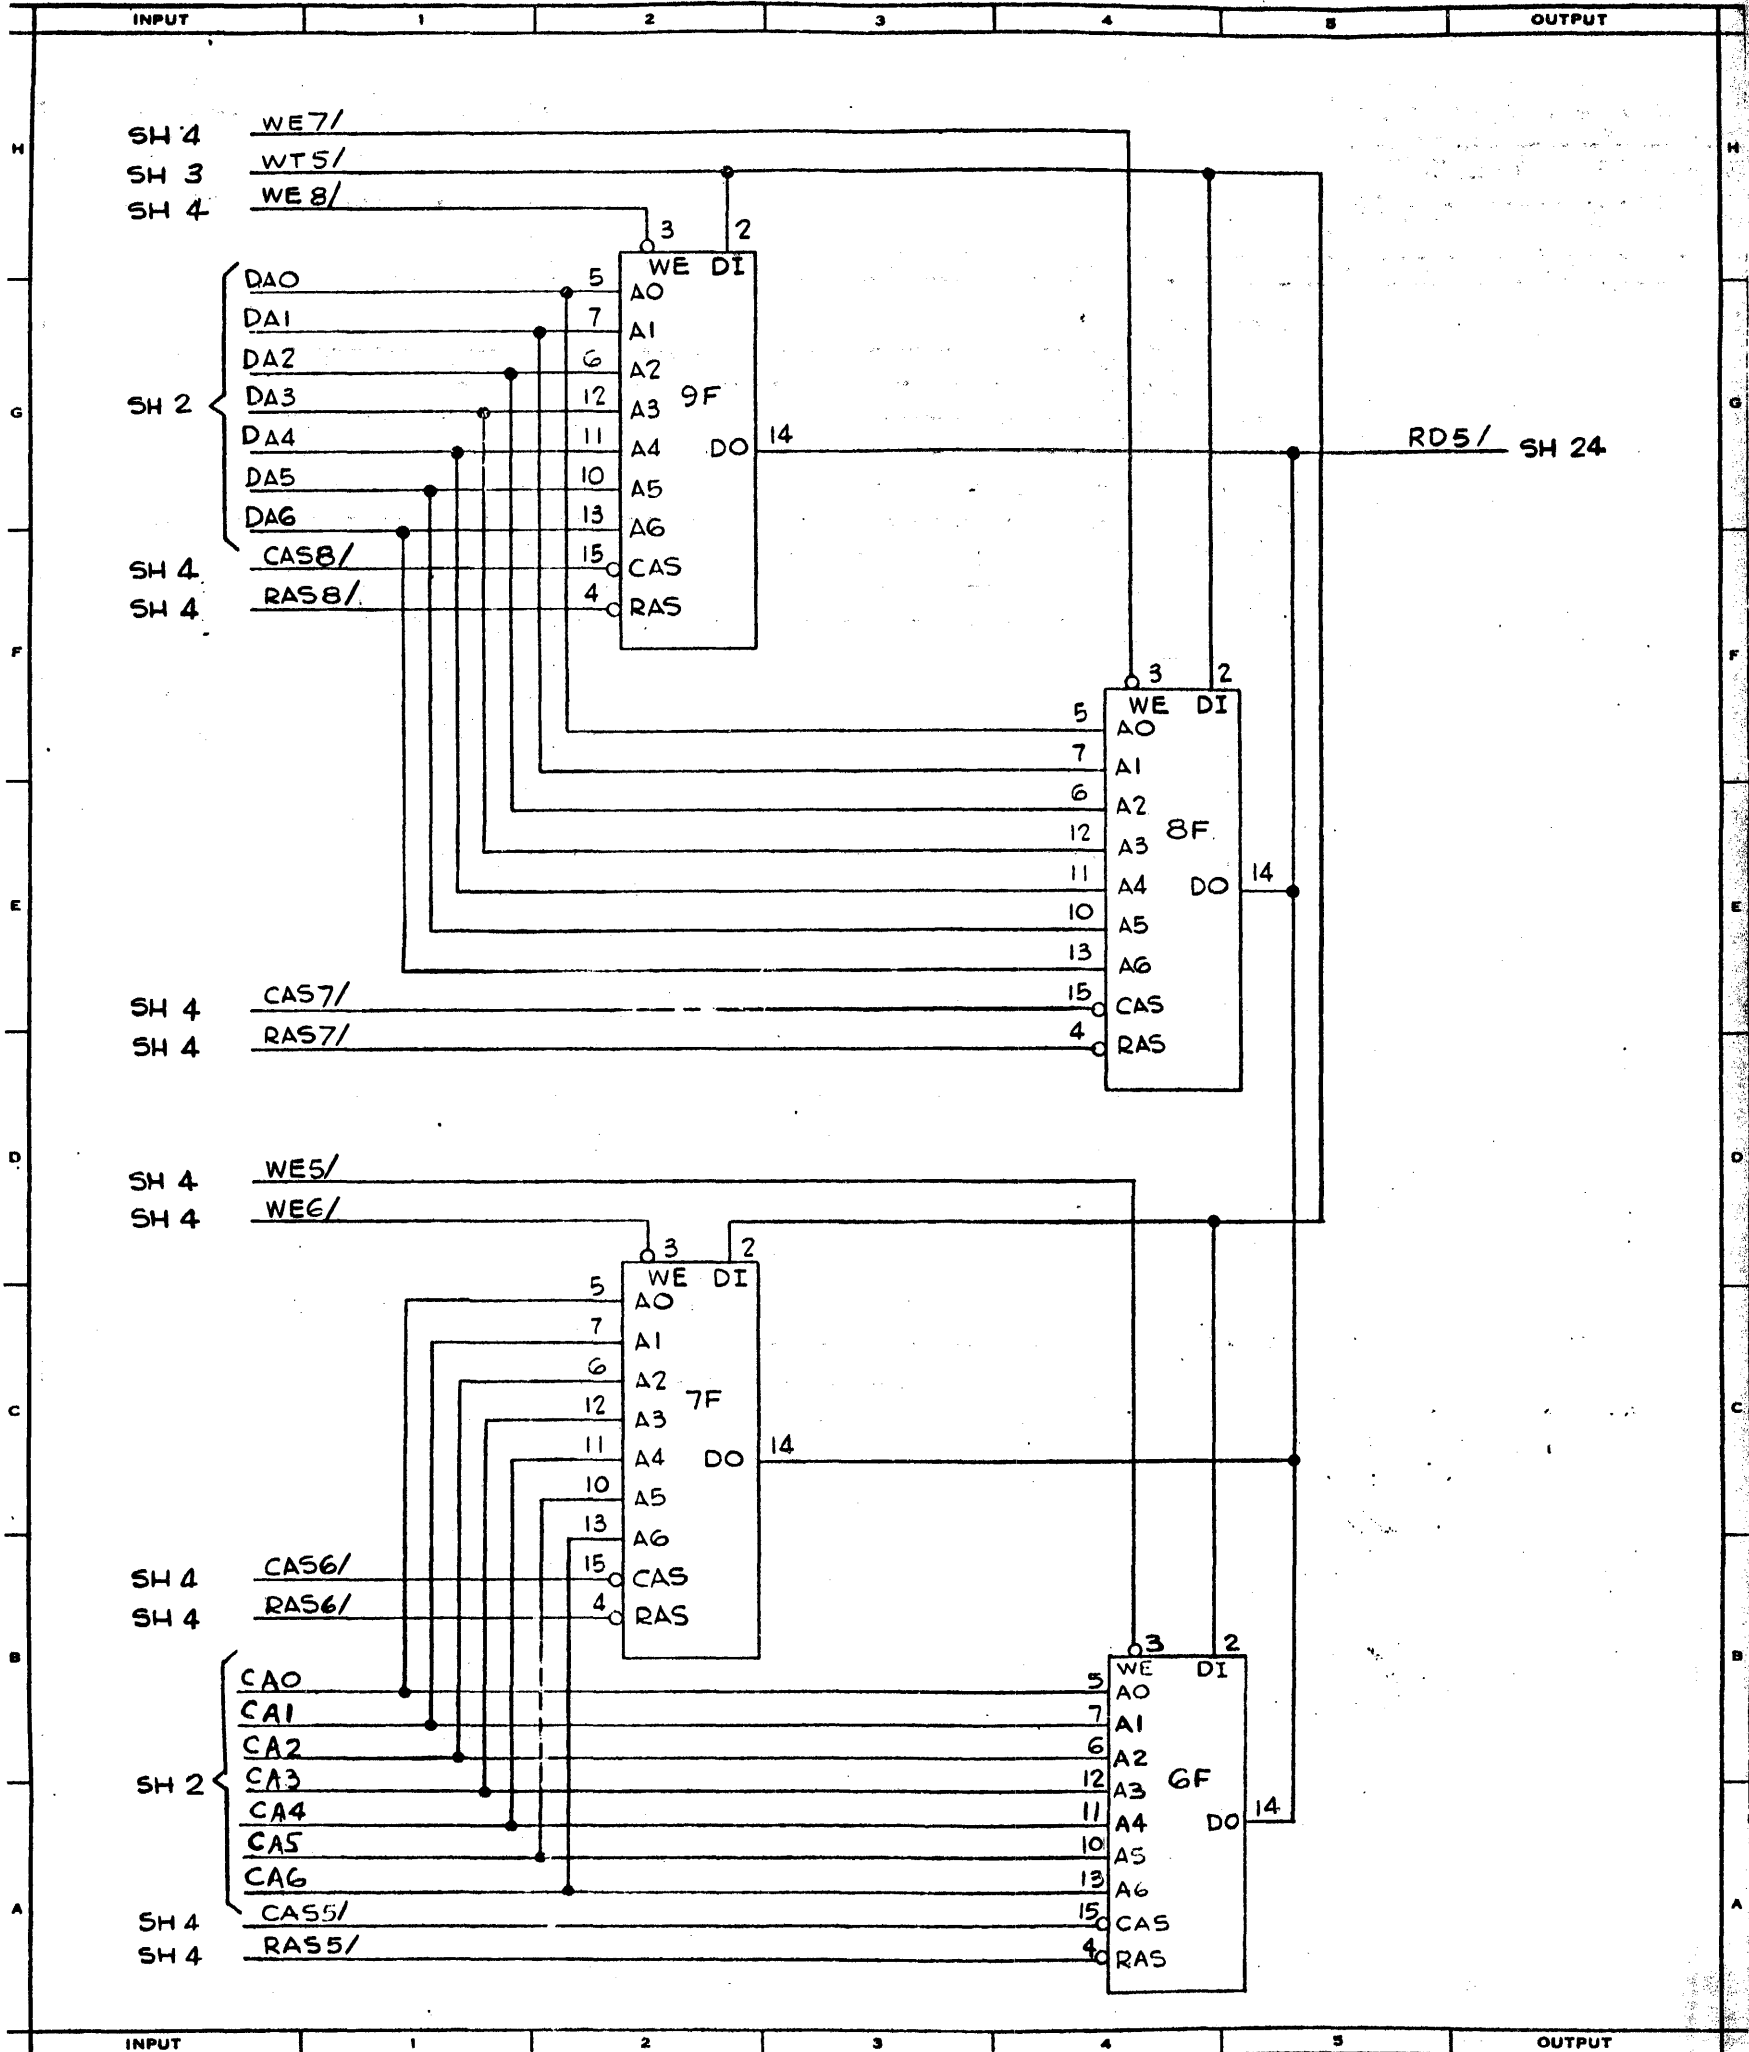 INPUT 1 2 3 4 5 OUTPUT
SH 4 WE7/
H H
SH 3 WT5/
SH 4 WE8/
3 2
WE DI
DA0 5 A0
DA1 7 A1
DA2 6 A2
SH 2 DA3 12 A3 9F
G G
DA4 11 A4 DO 14 RD5/ SH 24
DA5 10 A5
DA6 13 A6
SH 4 CAS8/ 15 CAS
SH 4 RAS8/ 4 RAS
F F
3 2
WE DI
5 A0
7 A1
6 A2
12 A3 8F
11 A4 DO 14
E E
10 A5
13 A6
SH 4 CAS7/ 15 CAS
SH 4 RAS7/ 4 RAS
D D
SH 4 WE5/
SH 4 WE6/
3 2
WE DI
5 A0
7 A1
6 A2
7F
C C
12 A3
11 A4 DO 14
10 A5
13 A6
SH 4 CAS6/ 15 CAS
SH 4 RAS6/ 4 RAS
3 2
B B
WE DI
CA0 5 A0
CA1 7 A1
CA2 6 A2
SH 2 CA3 12 A3 6F
CA4 11 A4 DO 14
CA5 10 A5
CA6 13 A6
A A
SH 4 CAS5/ 15 CAS
SH 4 RAS5/ 4 RAS
INPUT 1 2 3 4 5 OUTPUT